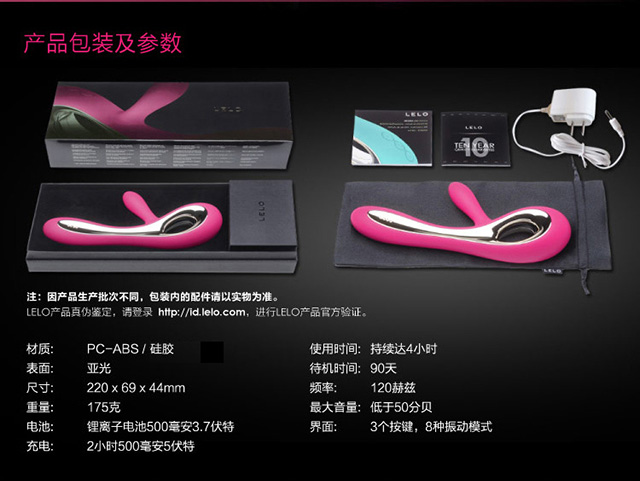 产品包装及参数
LELO
LELO
LELO
TEN YEAR
10
LELO
LELO
注：因产品生产批次不同，包装内的配件请以实物为准。
LELO产品真伪鉴定，请登录 http://id.lelo.com，进行LELO产品官方验证。
材质： PC-ABS / 硅胶
表面： 亚光
尺寸： 220 x 69 x 44mm
重量： 175克
电池： 锂离子电池500毫安3.7伏特
充电： 2小时500毫安5伏特
使用时间：持续达4小时
待机时间：90天
频率： 120赫兹
最大音量：低于50分贝
界面： 3个按键，8种振动模式